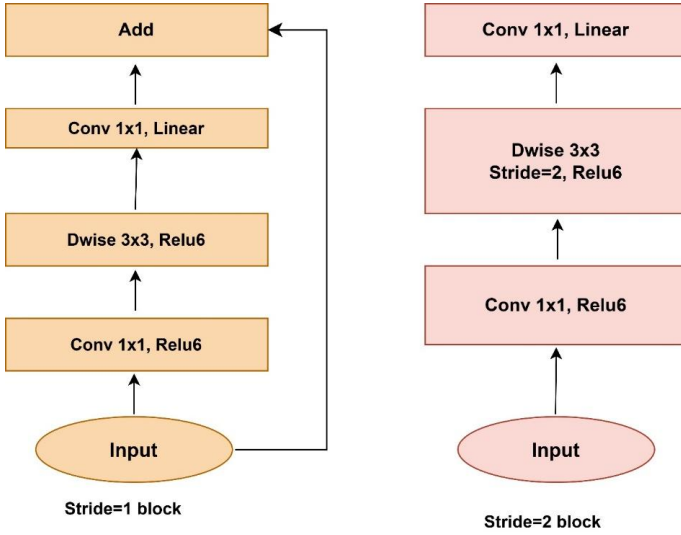 Add
Conv 1x1, Linear
Dwise 3x3, Relu6
Conv 1x1, Relu6
Input
Stride=1 block
Conv 1x1, Linear
Dwise 3x3
Stride=2, Relu6
Conv 1x1, Relu6
Input
Stride=2 block